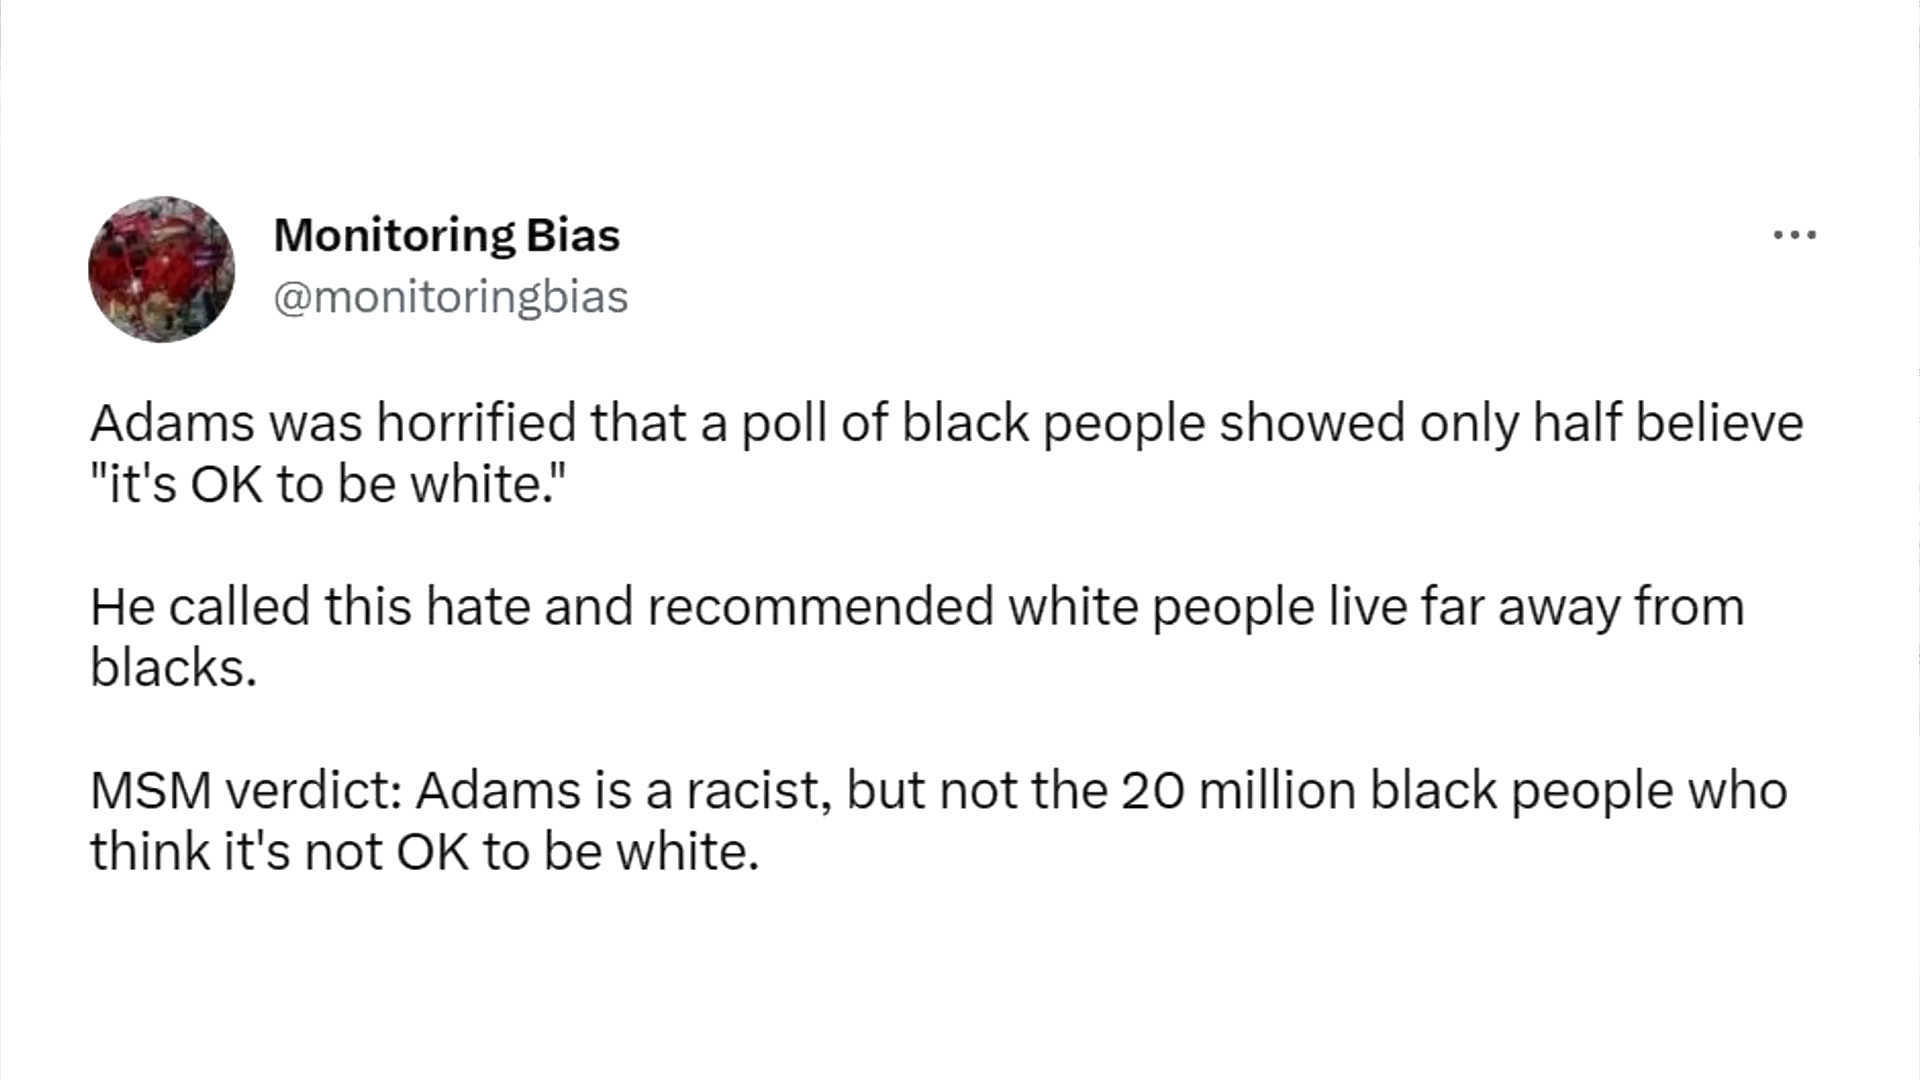 Monitoring Bias
@monitoringbias
Adams was horrified that a poll of black people showed only half believe
"it's OK to be white."
He called this hate and recommended white people live far away from
blacks.
MSM verdict: Adams is a racist, but not the 20 million black people who
think it's not OK to be white.